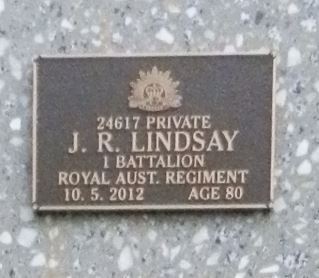 24617 PRIVATE
J. R. LINDSAY
1 BATTALION
ROYAL AUST. REGIMENT
10. 5. 2012 AGE 80